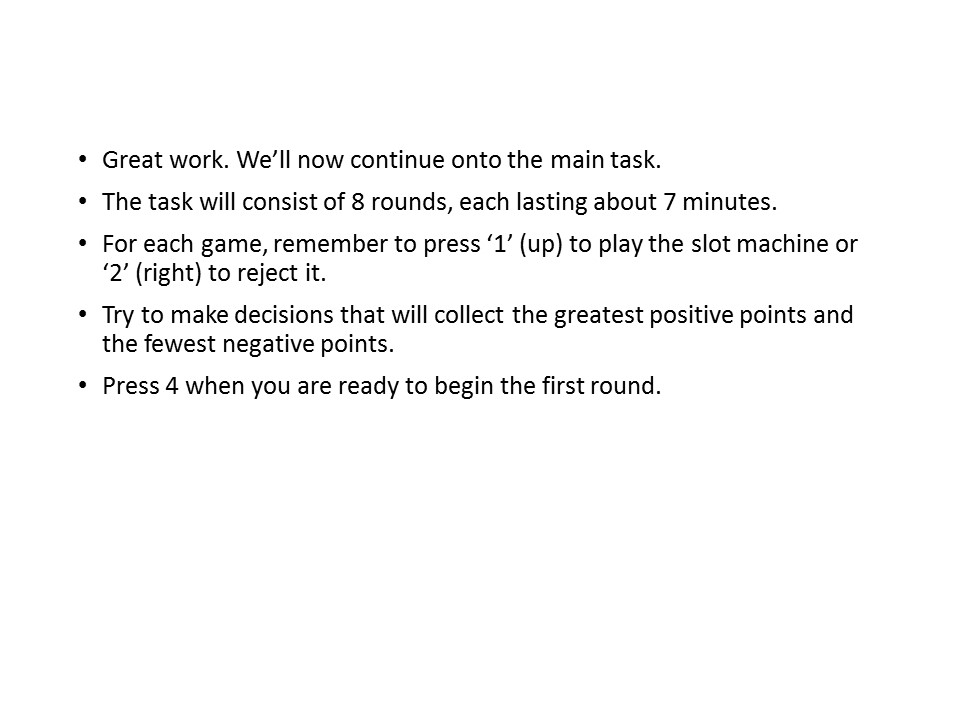 • Great work. We’ll now continue onto the main task.
• The task will consist of 8 rounds, each lasting about 7 minutes.
• For each game, remember to press ‘1’ (up) to play the slot machine or
‘2’ (right) to reject it.
• Try to make decisions that will collect the greatest positive points and
the fewest negative points.
• Press 4 when you are ready to begin the first round.